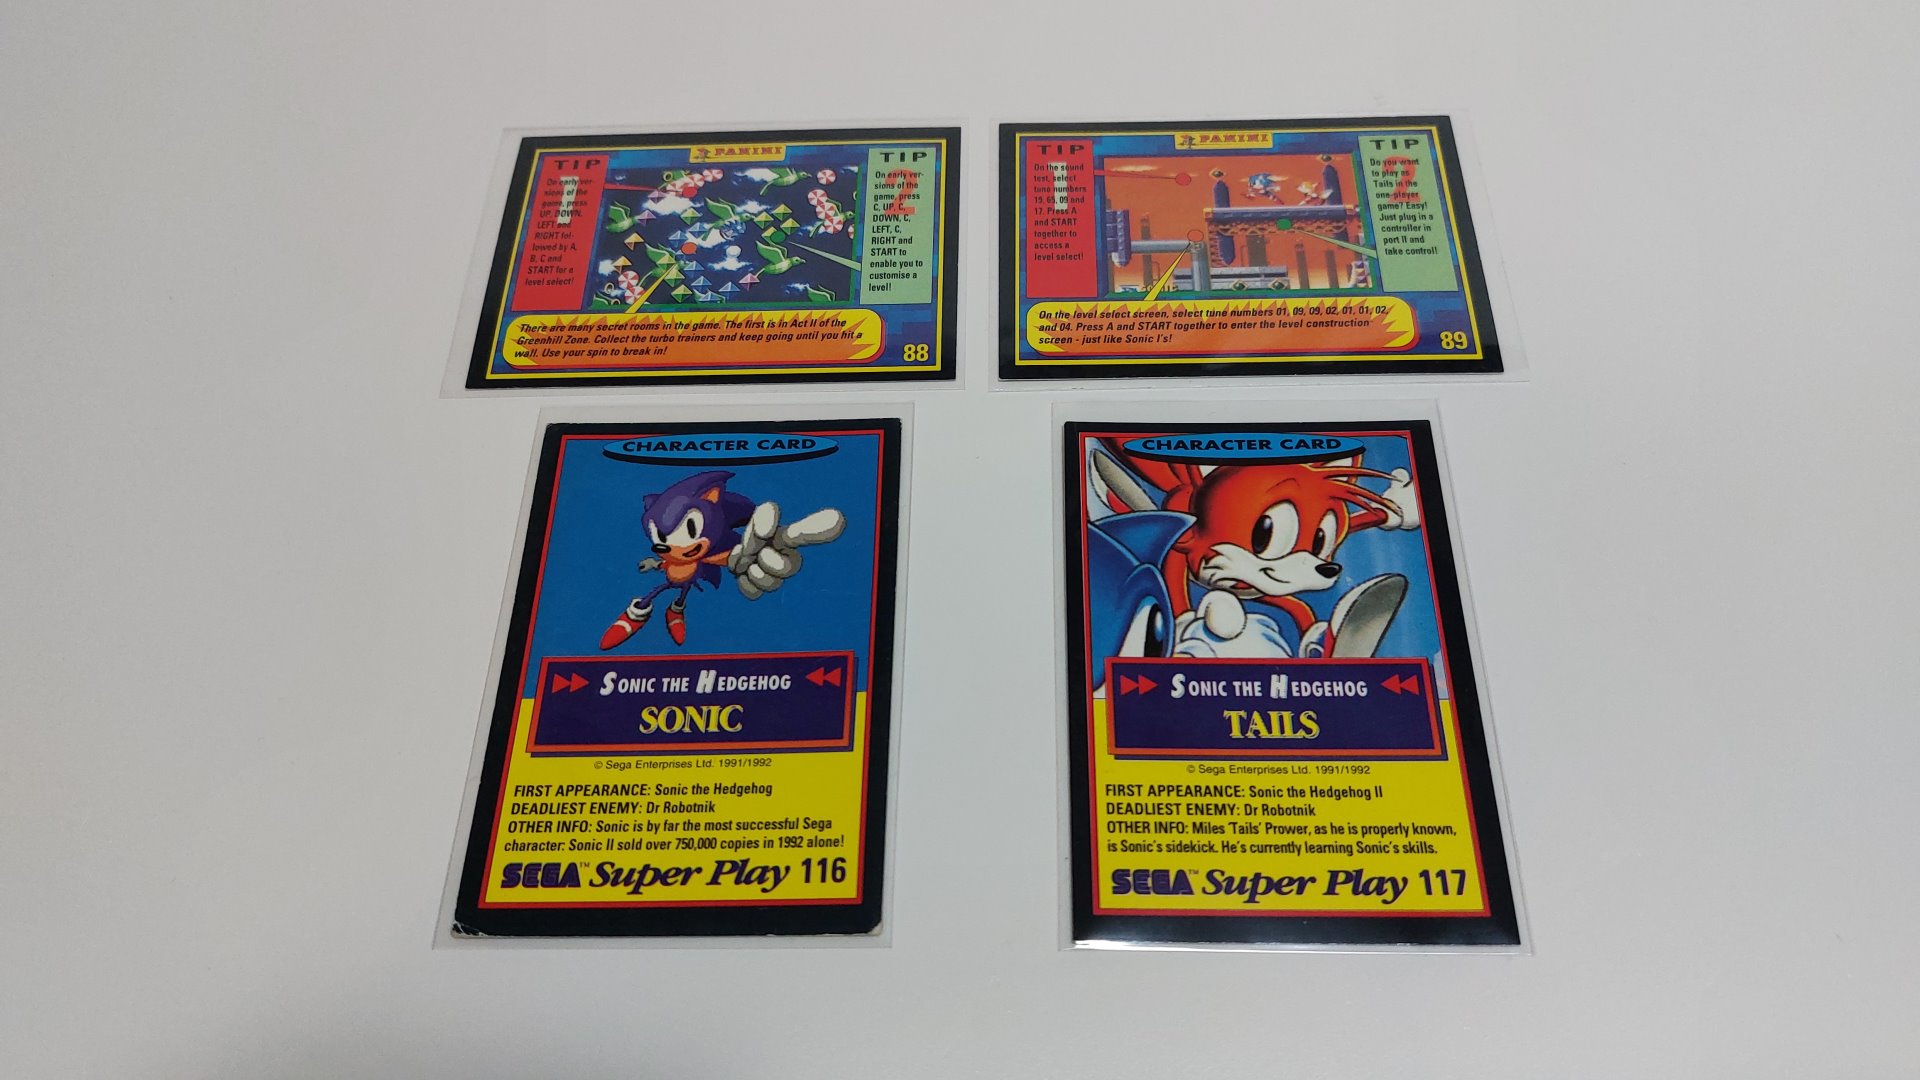 PANINI
TIP
1
On early ver-
sions of the
game, press
UP, DOWN,
LEFT and
RIGHT fol-
lowed by A,
B, C and
START for a
level select!
TIP
2
On early ver-
sions of the
game, press
C, UP, C,
DOWN, C,
LEFT, C,
RIGHT and
START to
enable you to
customise a
level!
There are many secret rooms in the game. The first is in Act II of the
Greenhill Zone. Collect the turbo trainers and keep going until you hit a
wall. Use your spin to break in!
88
PANINI
TIP
1
On the sound
test, select
tune numbers
19, 65, 09 and
17. Press A
and START
together to
access a
level select!
TIP
2
Do you want
to play as
Tails in the
one-player
game? Easy!
Just plug in a
controller in
port II and
take control!
On the level select screen, select tune numbers 01, 09, 09, 02, 01, 01, 02,
and 04. Press A and START together to enter the level construction
screen - just like Sonic I's!
89
CHARACTER CARD
SONIC THE HEDGEHOG
SONIC
© Sega Enterprises Ltd. 1991/1992
FIRST APPEARANCE: Sonic the Hedgehog
DEADLIEST ENEMY: Dr Robotnik
OTHER INFO: Sonic is by far the most successful Sega
character: Sonic II sold over 750,000 copies in 1992 alone!
SEGA™ Super Play 116
CHARACTER CARD
SONIC THE HEDGEHOG
TAILS
© Sega Enterprises Ltd. 1991/1992
FIRST APPEARANCE: Sonic the Hedgehog II
DEADLIEST ENEMY: Dr Robotnik
OTHER INFO: Miles 'Tails' Prower, as he is properly known,
is Sonic's sidekick. He's currently learning Sonic's skills.
SEGA™ Super Play 117